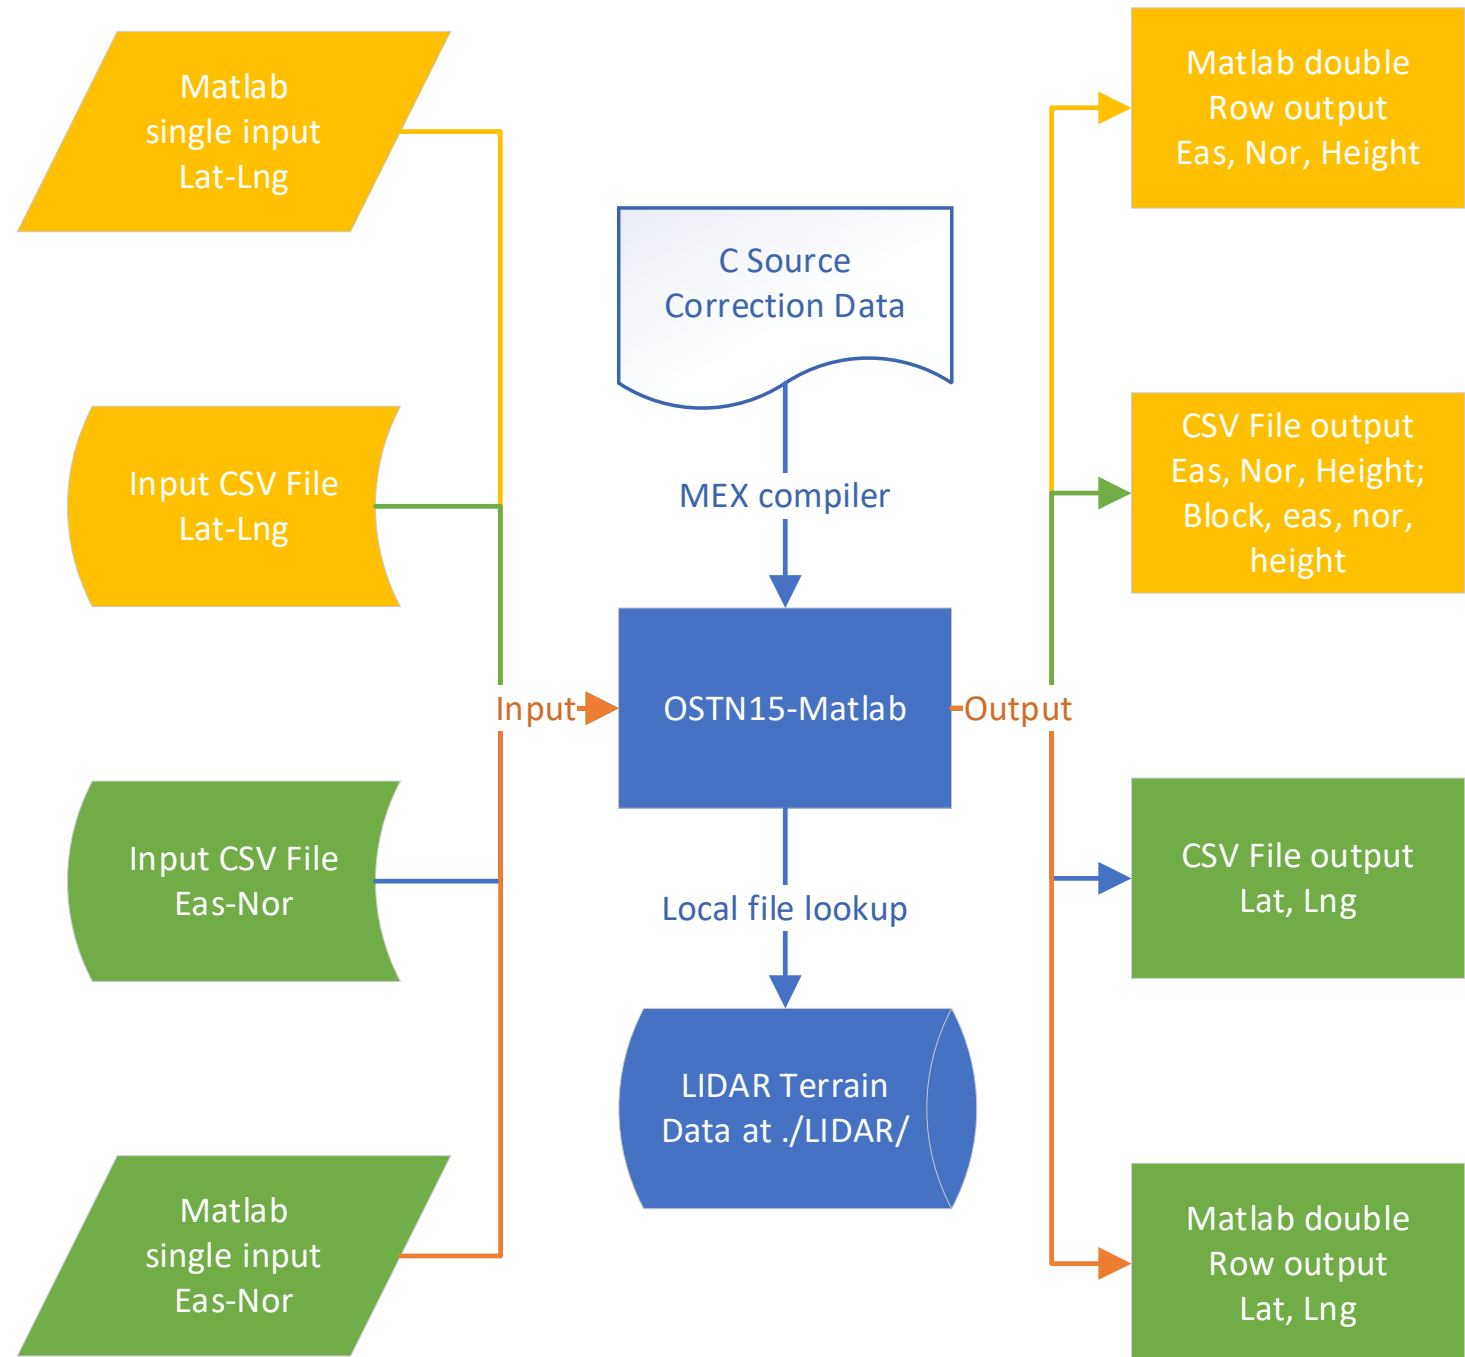 Matlab
single input
Lat-Lng
Input CSV File
Lat-Lng
Input CSV File
Eas-Nor
Matlab
single input
Eas-Nor
Input
C Source
Correction Data
MEX compiler
OSTN15-Matlab
Local file lookup
LIDAR Terrain
Data at ./LIDAR/
Output
Matlab double
Row output
Eas, Nor, Height
CSV File output
Eas, Nor, Height;
Block, eas, nor,
height
CSV File output
Lat, Lng
Matlab double
Row output
Lat, Lng